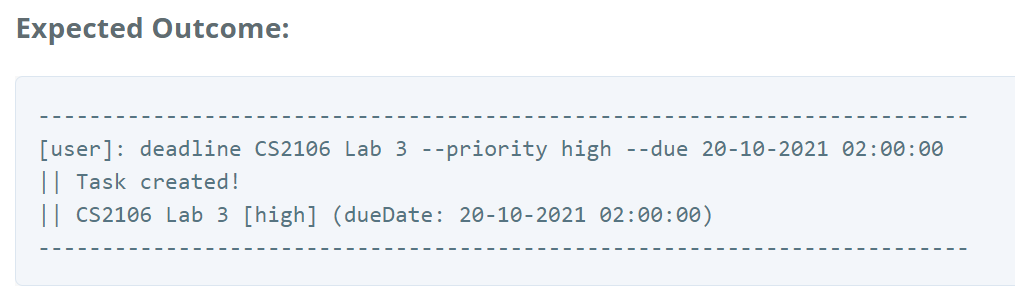 Expected Outcome:
--------------------------------------------------------------------------
[user]: deadline CS2106 Lab 3 --priority high --due 20-10-2021 02:00:00
|| Task created!
|| CS2106 Lab 3 [high] (dueDate: 20-10-2021 02:00:00)
--------------------------------------------------------------------------